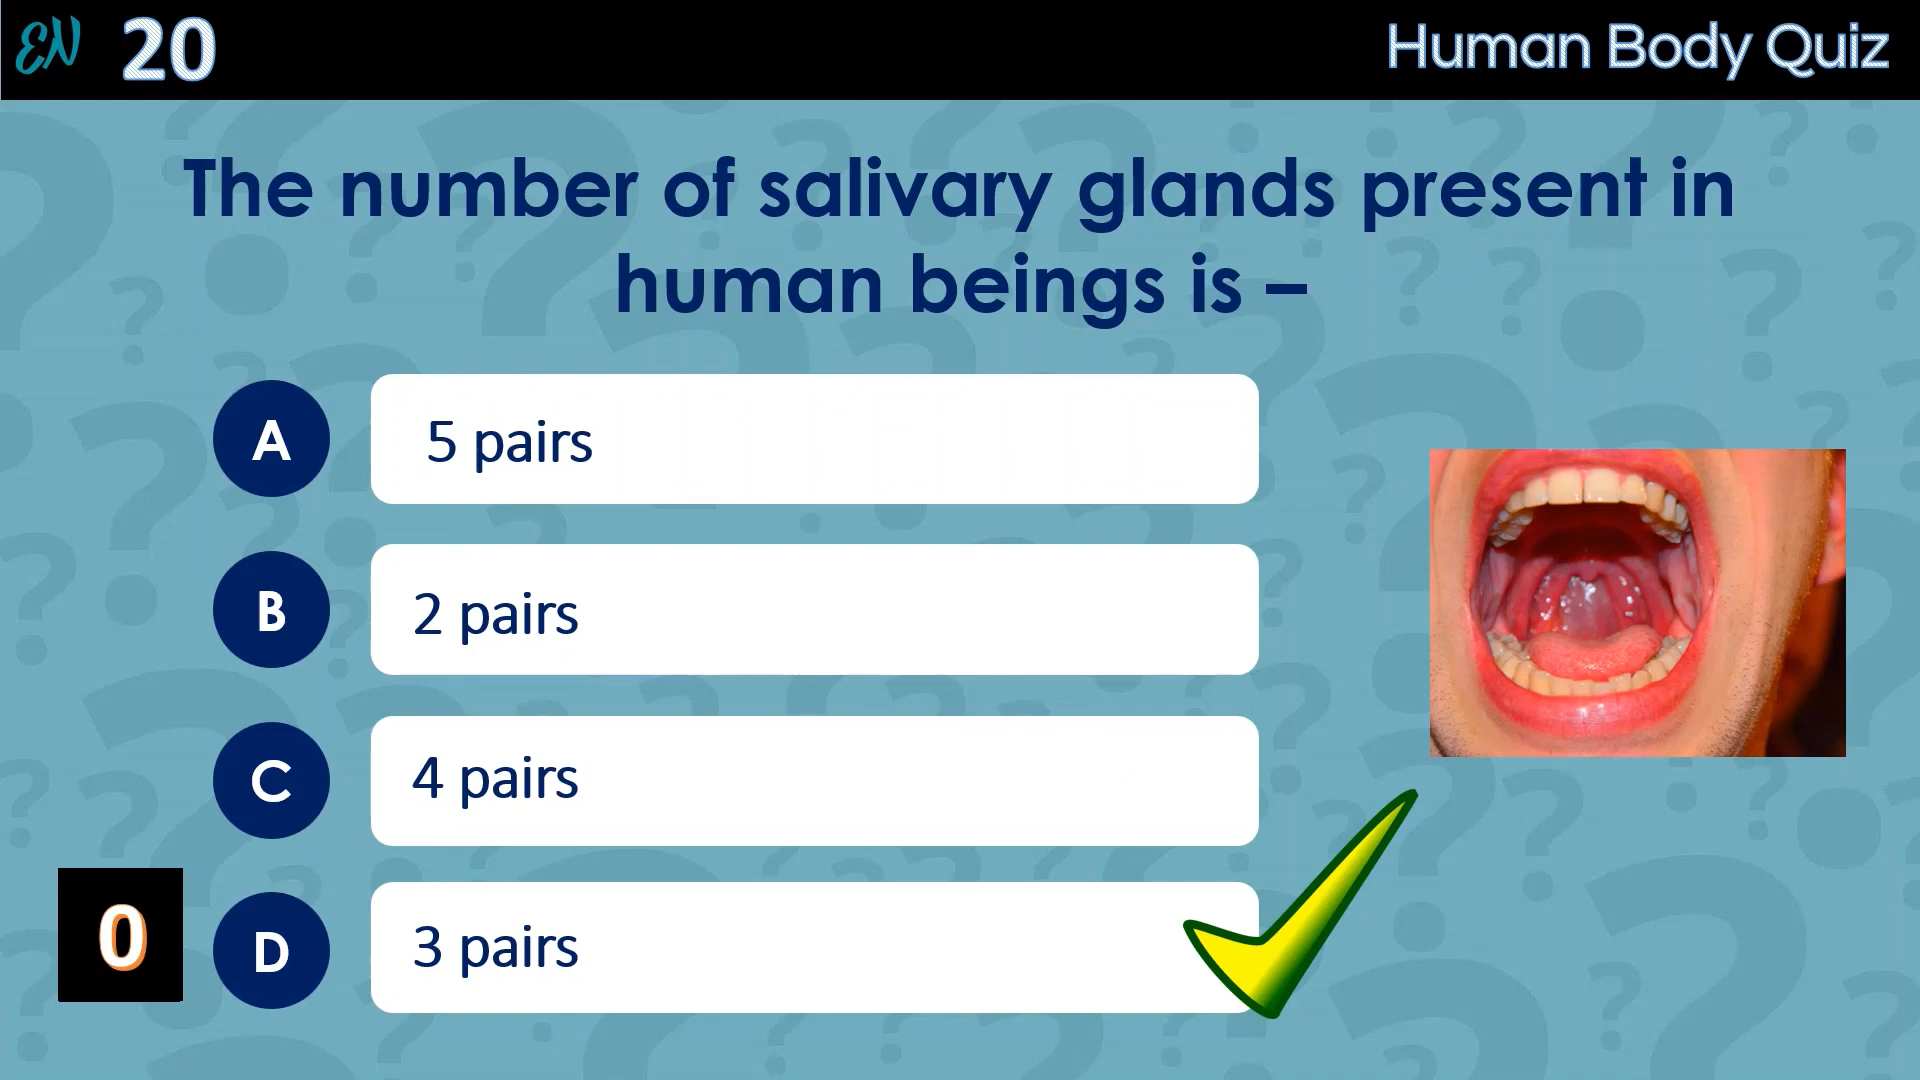 EN 20 Human Body Quiz
The number of salivary glands present in
human beings is –
A 5 pairs
B 2 pairs
C 4 pairs
0 D 3 pairs